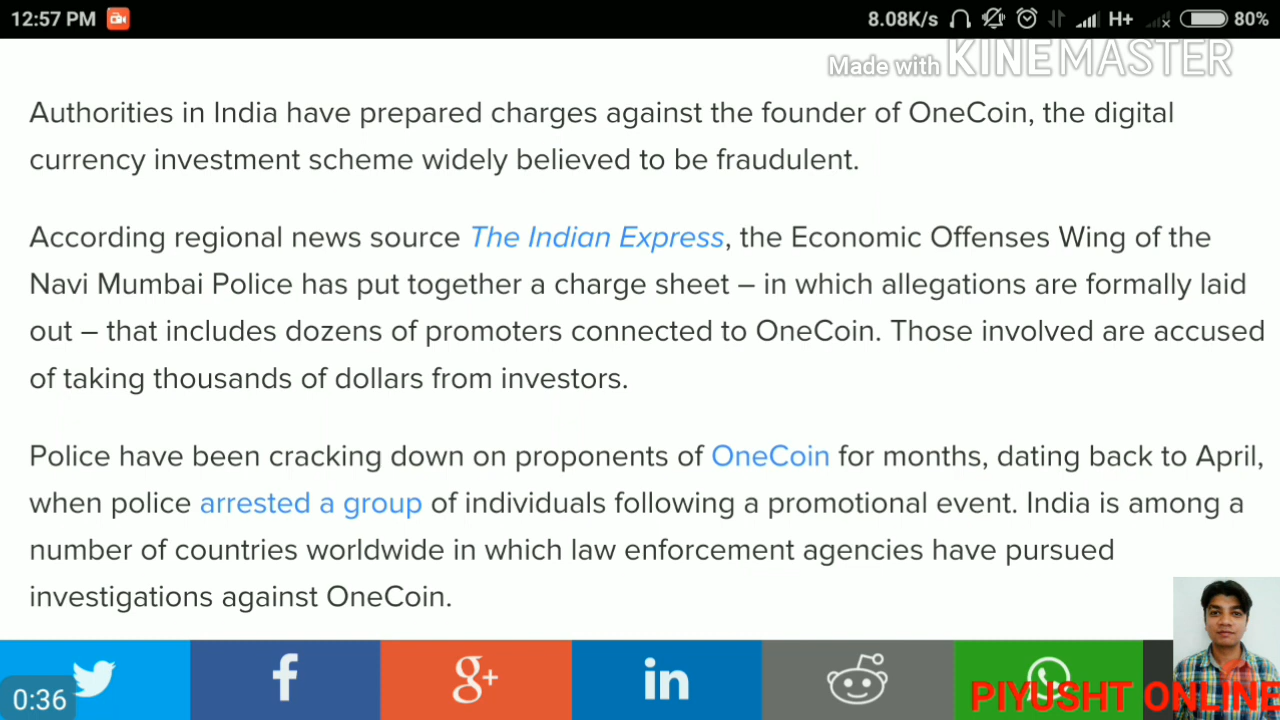 12:57 PM 8.08K/s H+ 80%
Made with KINEMASTER
Authorities in India have prepared charges against the founder of OneCoin, the digital
currency investment scheme widely believed to be fraudulent.
According regional news source The Indian Express, the Economic Offenses Wing of the
Navi Mumbai Police has put together a charge sheet – in which allegations are formally laid
out – that includes dozens of promoters connected to OneCoin. Those involved are accused
of taking thousands of dollars from investors.
Police have been cracking down on proponents of OneCoin for months, dating back to April,
when police arrested a group of individuals following a promotional event. India is among a
number of countries worldwide in which law enforcement agencies have pursued
investigations against OneCoin.
f g+ in
0:36 PIYUSHT ONLINE